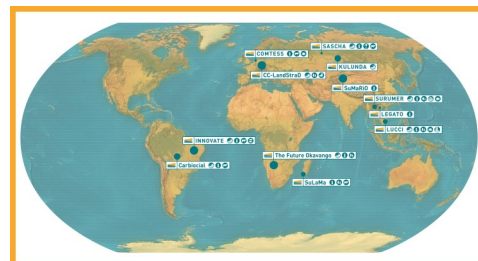 SASCHA
COMTESS
KULUNDA
CC-LandStraD
SuMaRiO
SURUMER
LEGATO
LUCCI
INNOVATE
The Future Okavango
Carbiocial
SuLaMa